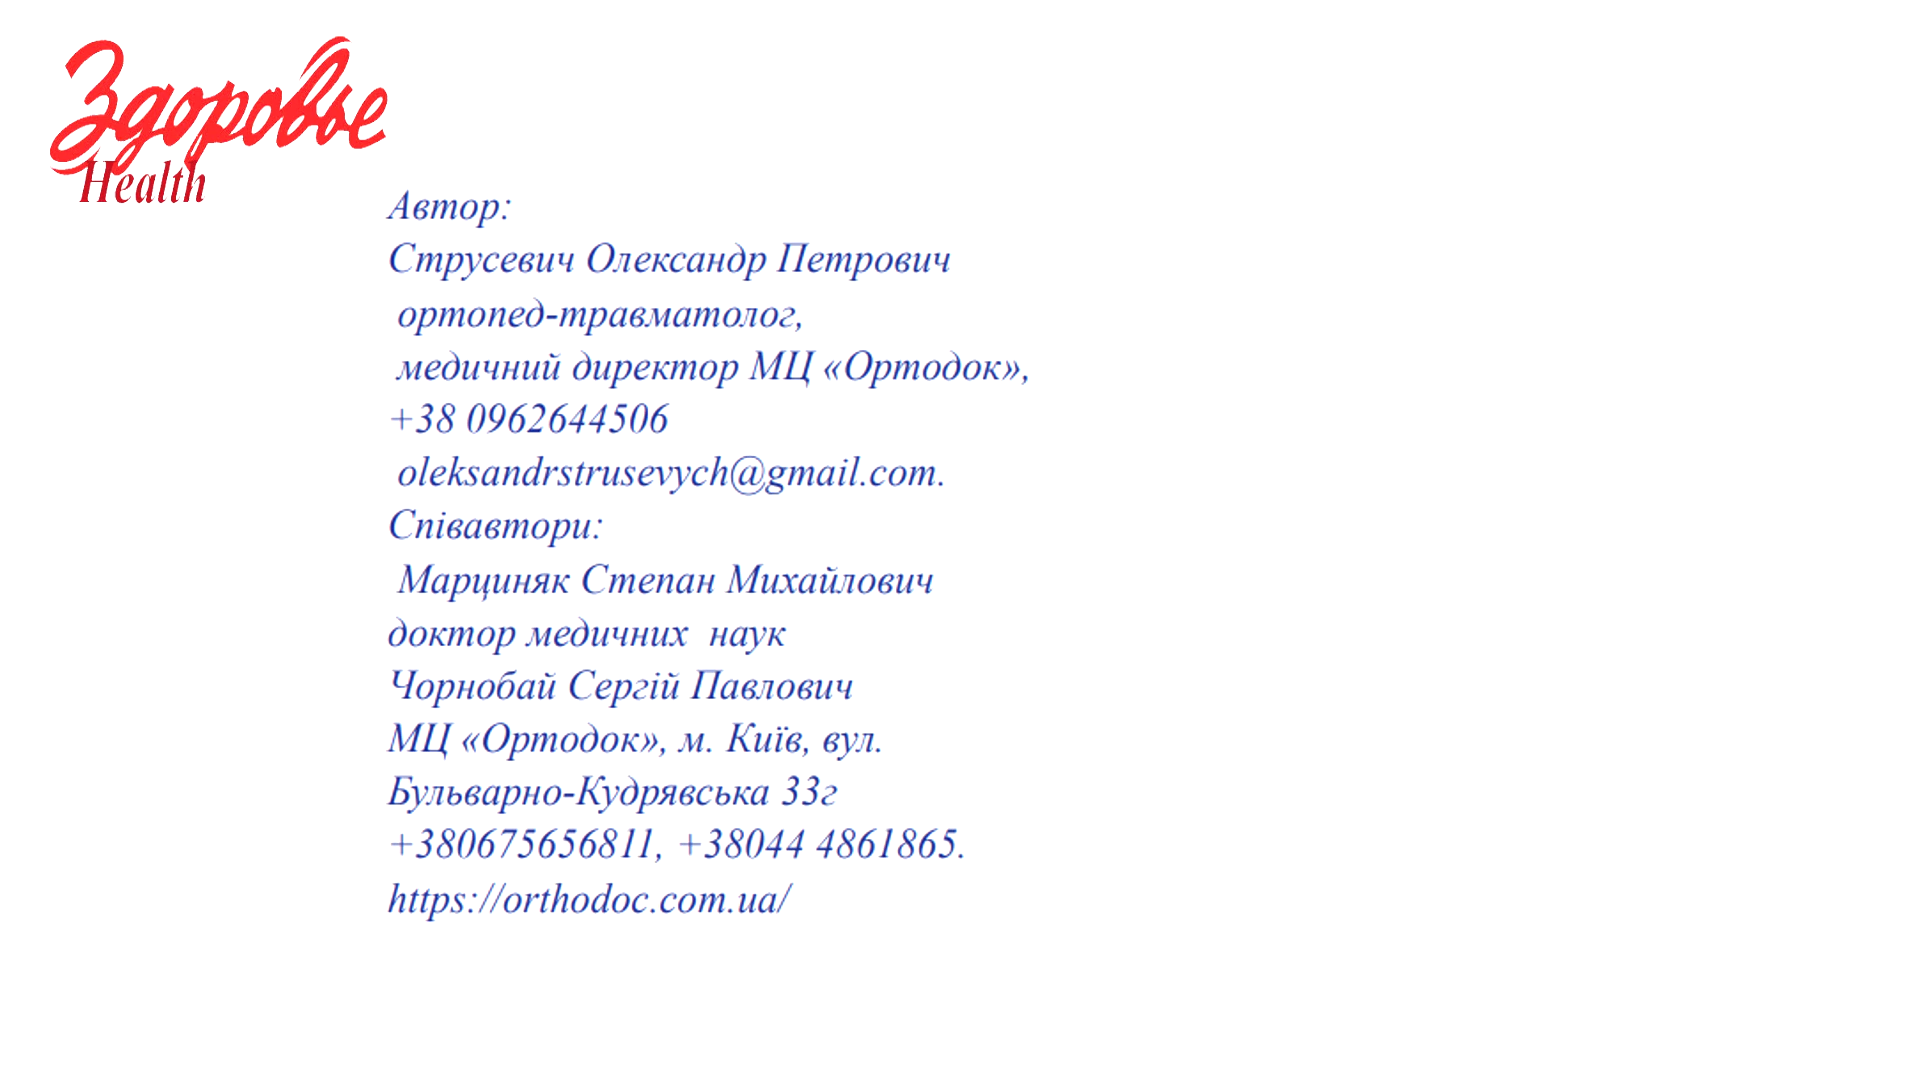 Здоровье
Health
Автор:
Струсевич Олександр Петрович
ортопед-травматолог,
медичний директор МЦ «Ортодок»,
+38 0962644506
oleksandrstrusevych@gmail.com.
Співавтори:
Марциняк Степан Михайлович
доктор медичних наук
Чорнобай Сергій Павлович
МЦ «Ортодок», м. Київ, вул.
Бульварно-Кудрявська 33г
+380675656811, +38044 4861865.
https://orthodoc.com.ua/